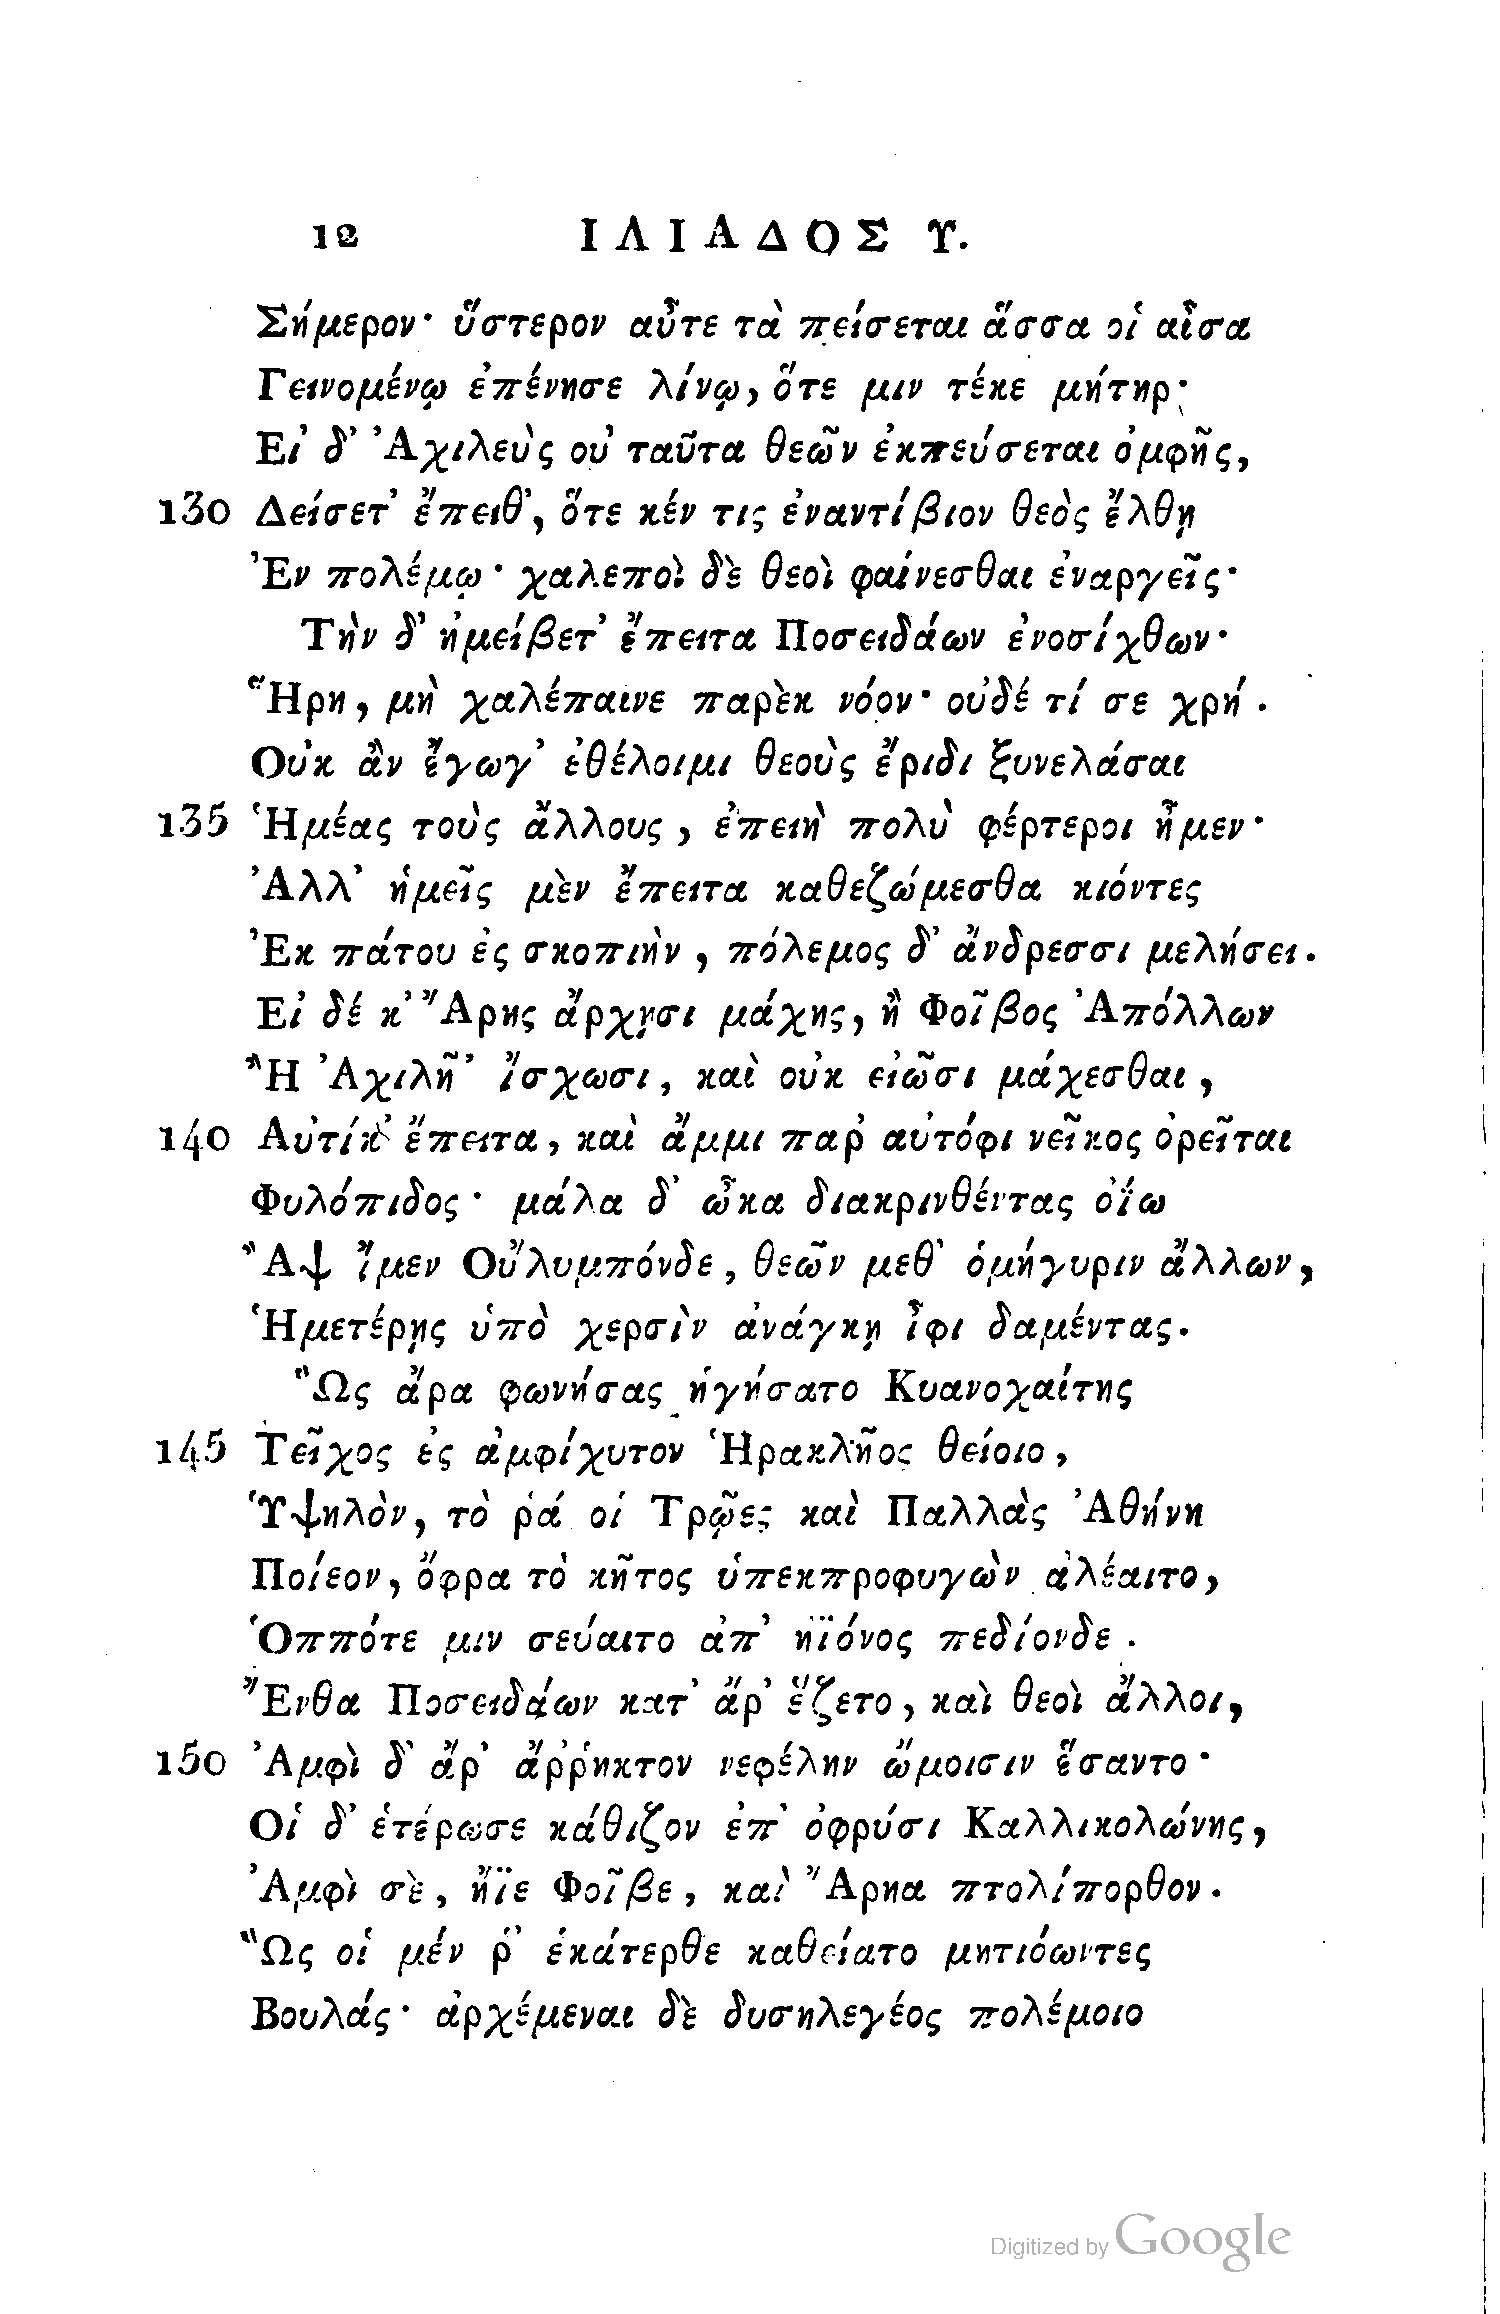 12 ΙΛΙΑΔΟΣ Υ.
Σήμερον· ὕστερον αὖτε τὰ πείσεται ἅσσα οἱ αἶσα
Γεινομένῳ ἐπένησε λίνῳ, ὅτε μιν τέκε μήτηρ·
Εἰ δ' Ἀχιλεὺς οὐ ταῦτα θεῶν ἐκπεύσεται ὀμφῆς,
130 Δείσετ' ἔπειθ', ὅτε κέν τις ἐναντίβιον θεὸς ἔλθῃ
Ἐν πολέμῳ· χαλεποὶ δὲ θεοὶ φαίνεσθαι ἐναργεῖς·
Τὴν δ' ἠμείβετ' ἔπειτα Ποσειδάων ἐνοσίχθων·
Ἥρη, μὴ χαλέπαινε παρὲκ νόον· οὐδέ τί σε χρή.
Οὐκ ἂν ἔγωγ' ἐθέλοιμι θεοὺς ἔριδι ξυνελάσαι
135 Ἡμέας τοὺς ἄλλους, ἐπειὴ πολὺ φέρτεροι ἦμεν·
Ἀλλ' ἡμεῖς μὲν ἔπειτα καθεζώμεσθα κιόντες
Ἐκ πάτου ἐς σκοπιὴν, πόλεμος δ' ἄνδρεσσι μελήσει.
Εἰ δέ κ' Ἄρης ἄρχῃσι μάχης, ἢ Φοῖβος Ἀπόλλων
Ἢ Ἀχιλῆ' ἴσχωσι, καὶ οὐκ εἰῶσι μάχεσθαι,
140 Αὐτίκ' ἔπειτα, καὶ ἄμμι παρ' αὐτόφι νεῖκος ὀρεῖται
Φυλόπιδος· μάλα δ' ὦκα διακρινθέντας ὀΐω
Ἂψ ἴμεν Οὔλυμπόνδε, θεῶν μεθ' ὁμήγυριν ἄλλων,
Ἡμετέρῃς ὑπὸ χερσὶν ἀνάγκῃ ἶφι δαμέντας.
Ὣς ἄρα φωνήσας ἡγήσατο Κυανοχαίτης
145 Τεῖχος ἐς ἀμφίχυτον Ἡρακλῆος θείοιο,
Ὑψηλὸν, τὸ ῥά οἱ Τρῷες καὶ Παλλὰς Ἀθήνη
Ποίεον, ὄφρα τὸ κῆτος ὑπεκπροφυγὼν ἀλέαιτο,
Ὁππότε μιν σεύαιτο ἀπ' ἠϊόνος πεδίονδε.
Ἔνθα Ποσειδάων κατ' ἄρ' ἕζετο, καὶ θεοὶ ἄλλοι,
150 Ἀμφὶ δ' ἄρ' ἄῤῥηκτον νεφέλην ὤμοισιν ἕσαντο·
Οἱ δ' ἑτέρωσε κάθιζον ἐπ' ὀφρύσι Καλλικολώνης,
Ἀμφὶ σὲ, ἤϊε Φοῖβε, καὶ Ἄρηα πτολίπορθον.
Ὣς οἱ μέν ῥ' ἑκάτερθε καθείατο μητιόωντες
Βουλάς· ἀρχέμεναι δὲ δυσηλεγέος πολέμοιο
Digitized by Google